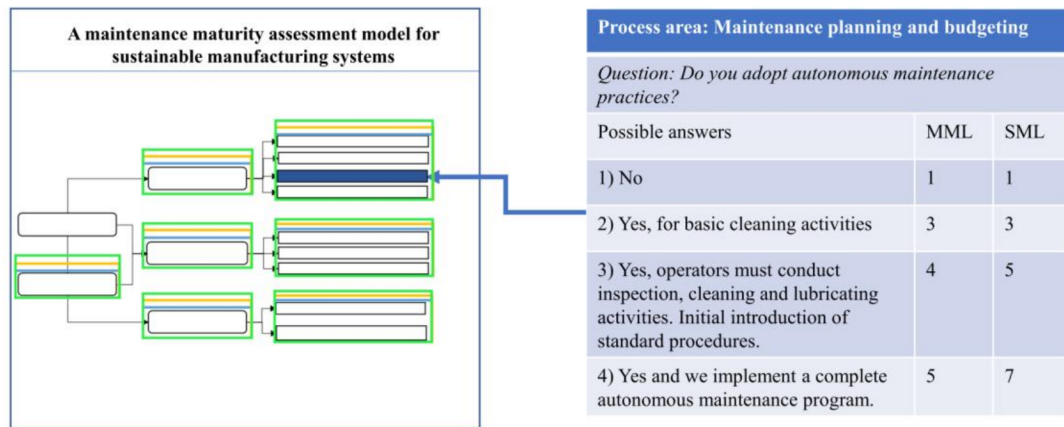 A maintenance maturity assessment model for
sustainable manufacturing systems
Process area: Maintenance planning and budgeting
Question: Do you adopt autonomous maintenance
practices?
Possible answers MML SML
1) No 1 1
2) Yes, for basic cleaning activities 3 3
3) Yes, operators must conduct 4 5
inspection, cleaning and lubricating
activities. Initial introduction of
standard procedures.
4) Yes and we implement a complete 5 7
autonomous maintenance program.